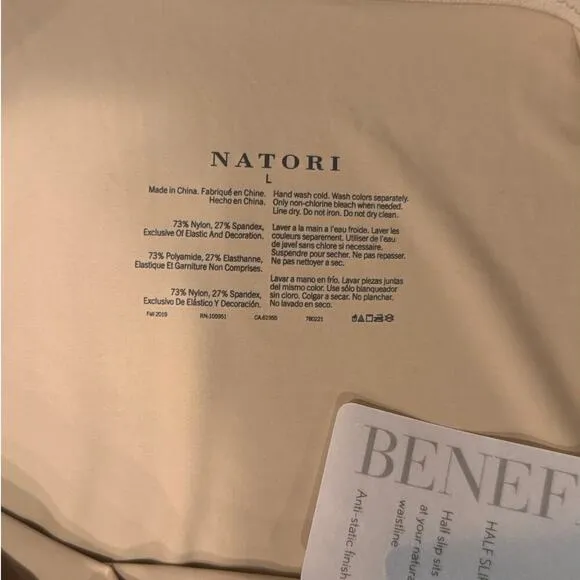 NATORI
L
Made in China. Fabriqué en Chine.
Hecho en China.
73% Nylon, 27% Spandex,
Exclusive Of Elastic And Decoration.
73% Polyamide, 27% Elasthanne,
Elastique Et Garniture Non Comprises.
73% Nylon, 27% Spandex,
Exclusivo De Elástico Y Decoración.
Hand wash cold. Wash colors separately.
Only non-chlorine bleach when needed.
Line dry. Do not iron. Do not dry clean.
Laver a la main a l'eau froide. Laver les
couleurs separement. Utiliser de l'eau
de javel sans chlore si necessaire.
Suspendre pour secher. Ne pas repasser.
Ne pas nettoyer a sec.
Lavar a mano en frío. Lavar piezas juntas
del mismo color. Use sólo blanqueador
sin cloro. Colgar a secar. No planchar.
No lavado en seco.
Fall 2019 RN:100951 CA:61955 780221
BENEF
HALF SLI
Half slip sits
at your natura
waistline
Anti-static finish